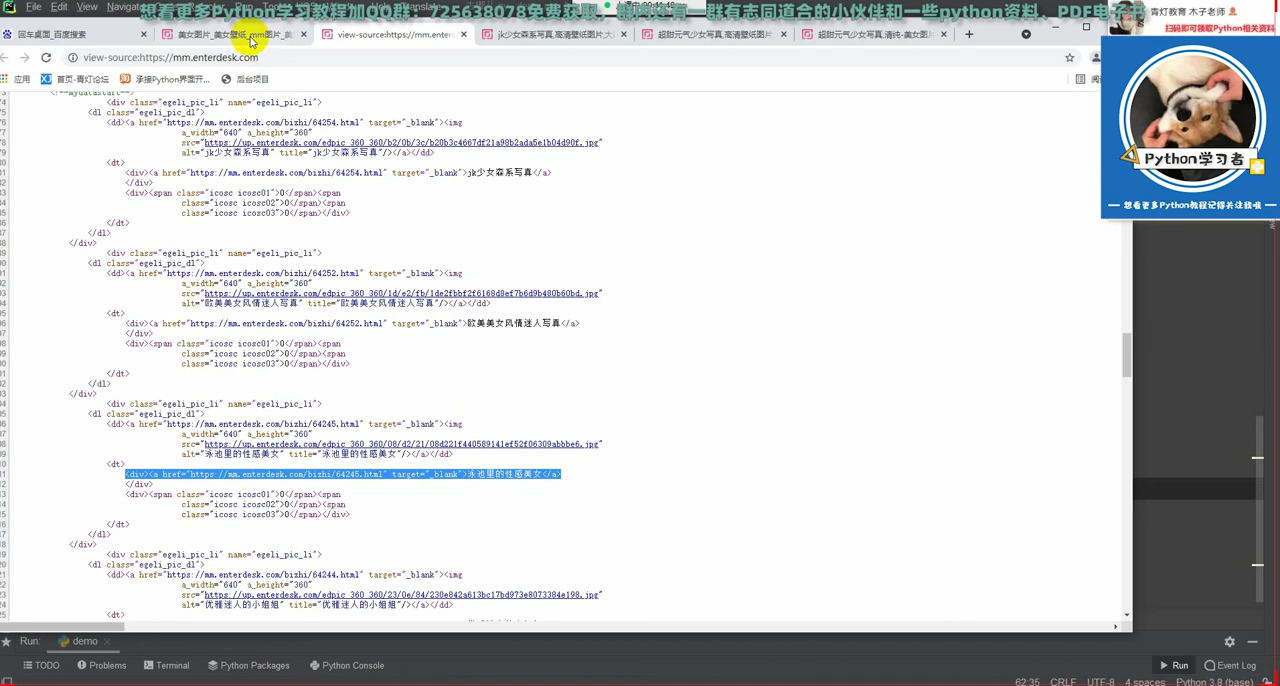 File Edit View Naviga
想看更多Python学习教程加QQ群：725638078免费获取，群内还有一群有志同道合的小伙伴和一些python资料、PDF电子书
青灯教育 木子老师
扫码即可领取Python相关资料
回车桌面_百度搜索
美女图片_美女壁纸_mm图片_美
view-source:https://mm.enter
jk少女森系写真,高清壁纸图片,大
超甜元气少女写真,高清壁纸图片
超甜元气少女写真,清纯-美女图片
view-source:https://mm.enterdesk.com
应用 首页-青灯论坛 承接Python界面开... 后台项目
Python学习者
想看更多Python教程记得关注我哦
<!--mydatastart-->
<div class="egeli_pic_li" name="egeli_pic_li">
<dl class="egeli_pic_dl">
<dd><a href="https://mm.enterdesk.com/bizhi/64254.html" target="_blank"><img
a_width="640" a_height="360"
src="https://up.enterdesk.com/edpic_360_360/b2/0b/3c/b20b3c4667df21a98b2ada5e1b04d90f.jpg"
alt="jk少女森系写真" title="jk少女森系写真"/></a></dd>
<dt>
<div><a href="https://mm.enterdesk.com/bizhi/64254.html" target="_blank">jk少女森系写真</a>
</div>
<div><span class="icosc icosc01">0</span><span
class="icosc icosc02">0</span><span
class="icosc icosc03">0</span></div>
</dt>
</dl>
</div>
<div class="egeli_pic_li" name="egeli_pic_li">
<dl class="egeli_pic_dl">
<dd><a href="https://mm.enterdesk.com/bizhi/64252.html" target="_blank"><img
a_width="640" a_height="360"
src="https://up.enterdesk.com/edpic_360_360/1d/e2/fb/1de2fbbf2f6168d8ef7b6d9b480b60bd.jpg"
alt="欧美美女风情迷人写真" title="欧美美女风情迷人写真"/></a></dd>
<dt>
<div><a href="https://mm.enterdesk.com/bizhi/64252.html" target="_blank">欧美美女风情迷人写真</a>
</div>
<div><span class="icosc icosc01">0</span><span
class="icosc icosc02">0</span><span
class="icosc icosc03">0</span></div>
</dt>
</dl>
</div>
<div class="egeli_pic_li" name="egeli_pic_li">
<dl class="egeli_pic_dl">
<dd><a href="https://mm.enterdesk.com/bizhi/64245.html" target="_blank"><img
a_width="640" a_height="360"
src="https://up.enterdesk.com/edpic_360_360/08/d2/21/08d221f440589141ef52f06309abbbe6.jpg"
alt="泳池里的性感美女" title="泳池里的性感美女"/></a></dd>
<dt>
<div><a href="https://mm.enterdesk.com/bizhi/64245.html" target="_blank">泳池里的性感美女</a>
</div>
<div><span class="icosc icosc01">0</span><span
class="icosc icosc02">0</span><span
class="icosc icosc03">0</span></div>
</dt>
</dl>
</div>
<div class="egeli_pic_li" name="egeli_pic_li">
<dl class="egeli_pic_dl">
<dd><a href="https://mm.enterdesk.com/bizhi/64244.html" target="_blank"><img
a_width="640" a_height="360"
src="https://up.enterdesk.com/edpic_360_360/23/0e/84/230e842a613bc17bd973e8073384e198.jpg"
alt="优雅迷人的小姐姐" title="优雅迷人的小姐姐"/></a></dd>
<dt>
Run: demo
TODO Problems Terminal Python Packages Python Console Run Event Log
62:35 CRLF UTF-8 4 spaces Python 3.8 (base)